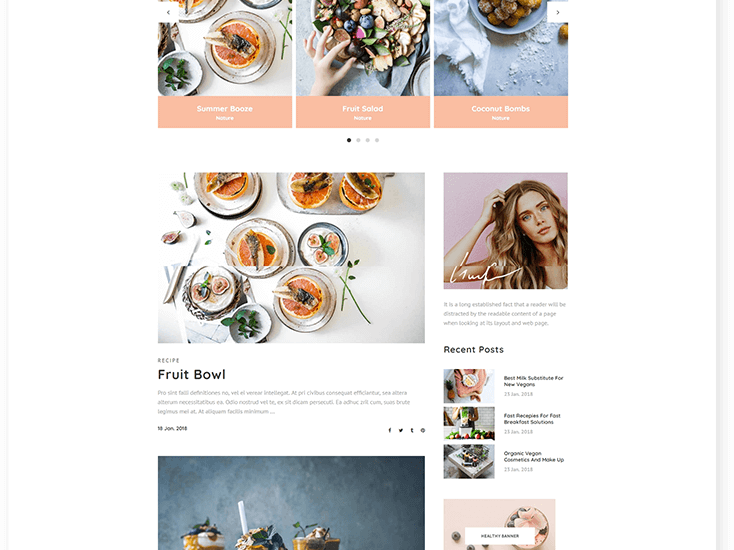 Summer Booze
Nature
Fruit Salad
Nature
Coconut Bombs
Nature
RECIPE
Fruit Bowl
Pro sint falli definitiones no, vel ei verear intellegat. At pri civibus consequat efficiantur, sea altera
alterum necessitatibus ea. Odio nostrud vet te, ex sit dicam persecuti. Ea adhuc zril cum, suas brute
legimus mel at. At aliquam facilis minimum ...
18 Jan. 2018
It is a long established fact that a reader will be
distracted by the readable content of a page
when looking at its layout and web page.
Recent Posts
Best Milk Substitute For
New Vegans
23 Jan. 2018
Fast Recepies For Fast
Breakfast Solutions
23 Jan. 2018
Organic Vegan
Cosmetics And Make Up
23 Jan. 2018
HEALTHY BANNER